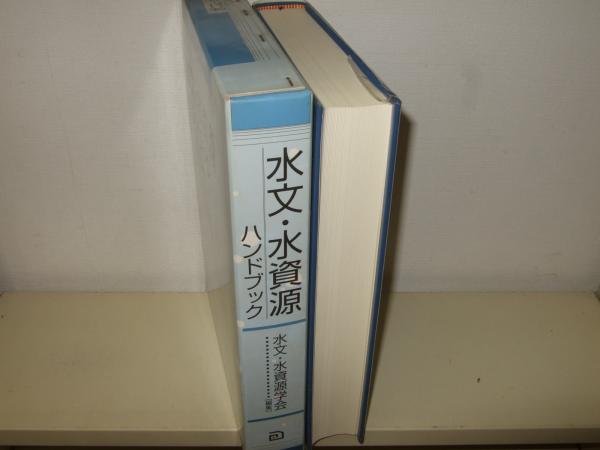 水文・水資源
ハンドブック
水文・水資源学会
[編集]